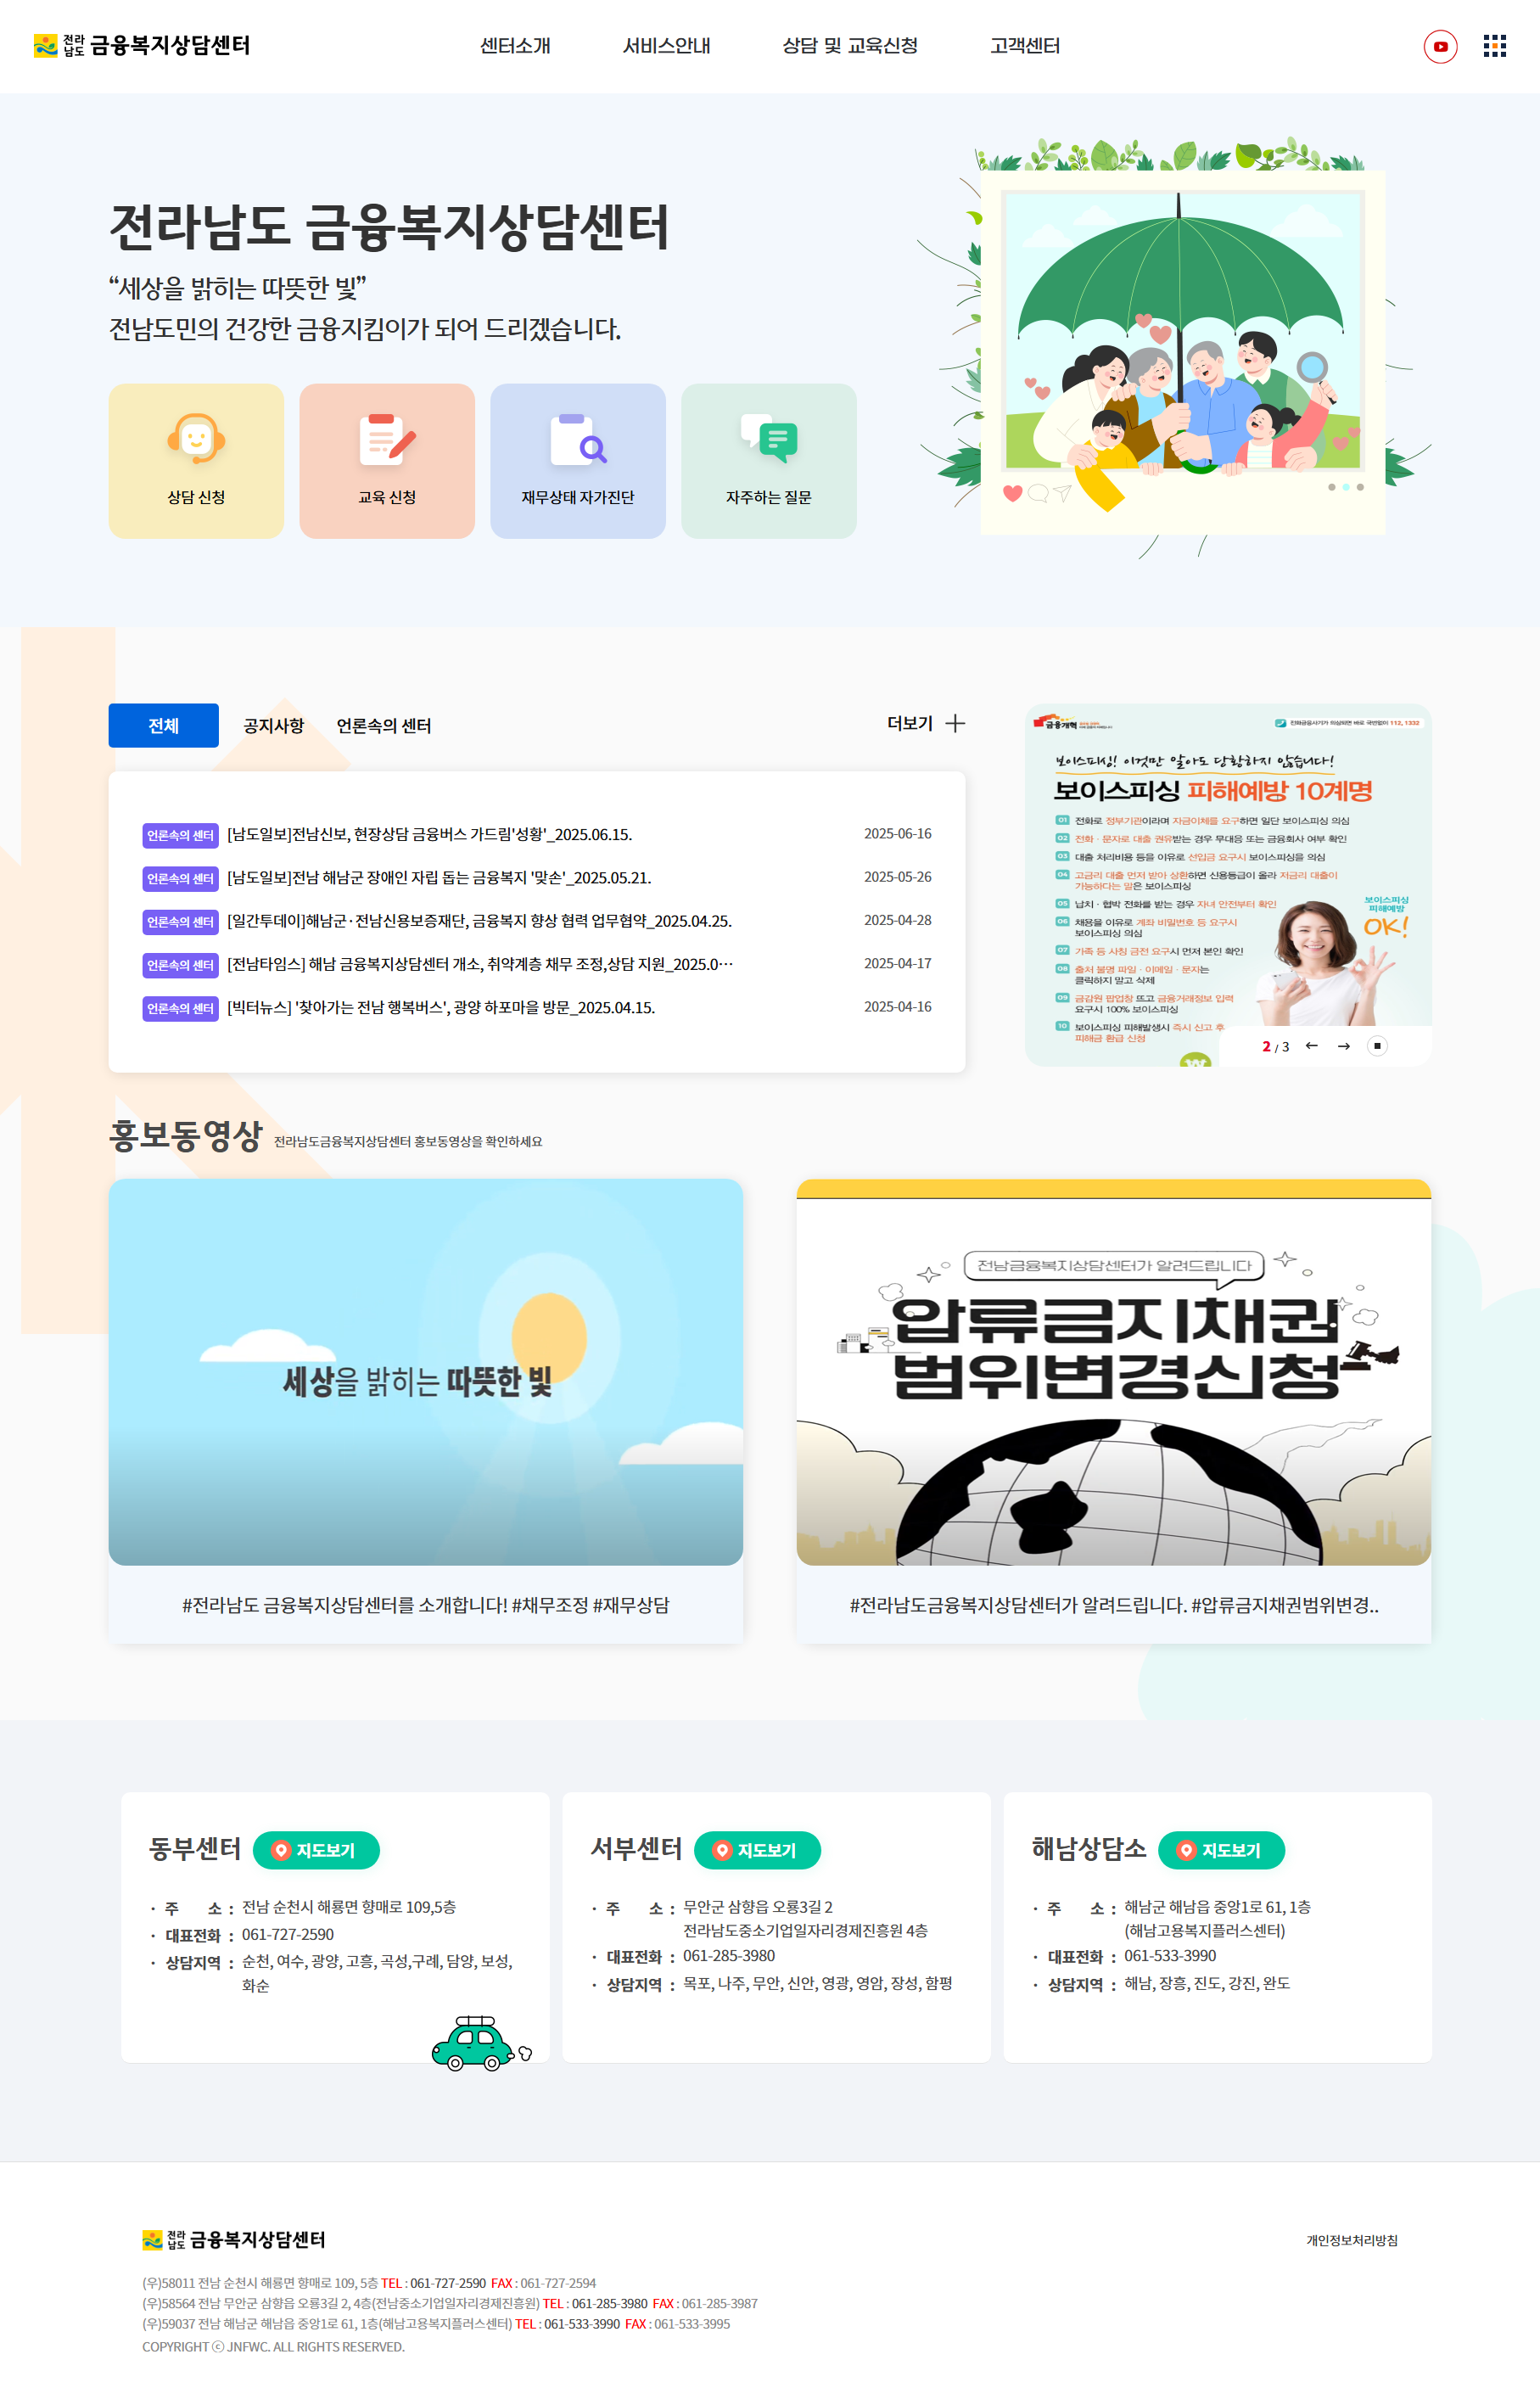 전라
남도 금융복지상담센터
센터소개
서비스안내
상담 및 교육신청
고객센터
전라남도 금융복지상담센터
“세상을 밝히는 따뜻한 빛”
전남도민의 건강한 금융지킴이가 되어 드리겠습니다.
상담 신청
교육 신청
재무상태 자가진단
자주하는 질문
전체
공지사항
언론속의 센터
더보기
언론속의 센터 [남도일보]전남신보, 현장상담 금융버스 가드림'성황'_2025.06.15. 2025-06-16
언론속의 센터 [남도일보]전남 해남군 장애인 자립 돕는 금융복지 '맞손'_2025.05.21. 2025-05-26
언론속의 센터 [일간투데이]해남군·전남신용보증재단, 금융복지 향상 협력 업무협약_2025.04.25. 2025-04-28
언론속의 센터 [전남타임스] 해남 금융복지상담센터 개소, 취약계층 채무 조정,상담 지원_2025.0… 2025-04-17
언론속의 센터 [빅터뉴스] '찾아가는 전남 행복버스', 광양 하포마을 방문_2025.04.15. 2025-04-16
금융개혁
전화금융사기가 의심되면 바로 국번없이 112, 1332
보이스피싱! 이것만 알아도 당황하지 않습니다!
보이스피싱 피해예방 10계명
01 전화로 정부기관이라며 자금이체를 요구하면 일단 보이스피싱 의심
02 전화·문자로 대출 권유받는 경우 무대응 또는 금융회사 여부 확인
03 대출 처리비용 등을 이유로 선입금 요구시 보이스피싱을 의심
04 고금리 대출 먼저 받아 상환하면 신용등급이 올라 저금리 대출이
가능하다는 말은 보이스피싱
05 납치·협박 전화를 받는 경우 자녀 안전부터 확인
06 채용을 이유로 계좌 비밀번호 등 요구시
보이스피싱 의심
07 가족 등 사칭 금전 요구시 먼저 본인 확인
08 출처 불명 파일·이메일·문자는
클릭하지 말고 삭제
09 금감원 팝업창 뜨고 금융거래정보 입력
요구시 100% 보이스피싱
10 보이스피싱 피해발생시 즉시 신고 후
피해금 환급 신청
보이스피싱
피해예방
OK!
2 / 3
홍보동영상 전라남도금융복지상담센터 홍보동영상을 확인하세요
세상을 밝히는 따뜻한 빛
#전라남도 금융복지상담센터를 소개합니다! #채무조정 #재무상담
전남금융복지상담센터가 알려드립니다
압류금지채권
범위변경신청
#전라남도금융복지상담센터가 알려드립니다. #압류금지채권범위변경..
동부센터 지도보기
· 주 소 : 전남 순천시 해룡면 향매로 109,5층
· 대표전화 : 061-727-2590
· 상담지역 : 순천, 여수, 광양, 고흥, 곡성,구례, 담양, 보성,
화순
서부센터 지도보기
· 주 소 : 무안군 삼향읍 오룡3길 2
전라남도중소기업일자리경제진흥원 4층
· 대표전화 : 061-285-3980
· 상담지역 : 목포, 나주, 무안, 신안, 영광, 영암, 장성, 함평
해남상담소 지도보기
· 주 소 : 해남군 해남읍 중앙1로 61, 1층
(해남고용복지플러스센터)
· 대표전화 : 061-533-3990
· 상담지역 : 해남, 장흥, 진도, 강진, 완도
전라
남도 금융복지상담센터
개인정보처리방침
(우)58011 전남 순천시 해룡면 향매로 109, 5층 TEL : 061-727-2590 FAX : 061-727-2594
(우)58564 전남 무안군 삼향읍 오룡3길 2, 4층(전남중소기업일자리경제진흥원) TEL : 061-285-3980 FAX : 061-285-3987
(우)59037 전남 해남군 해남읍 중앙1로 61, 1층(해남고용복지플러스센터) TEL : 061-533-3990 FAX : 061-533-3995
COPYRIGHT ⓒ JNFWC. ALL RIGHTS RESERVED.